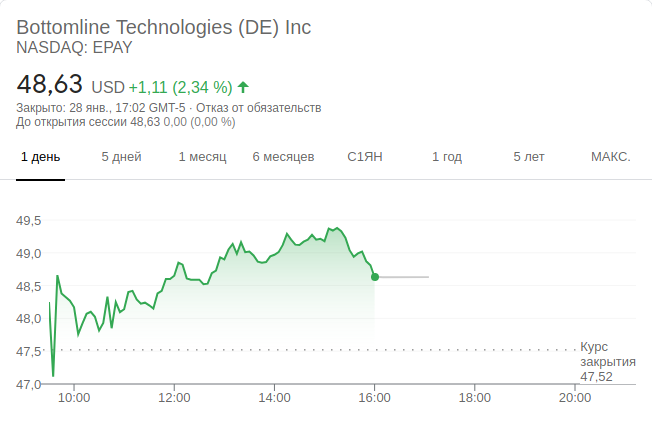 Bottomline Technologies (DE) Inc
NASDAQ: EPAY
48,63 USD +1,11 (2,34 %)
Закрыто: 28 янв., 17:02 GMT-5 · Отказ от обязательств
До открытия сессии 48,63 0,00 (0,00 %)
1 день 5 дней 1 месяц 6 месяцев С1ЯН 1 год 5 лет МАКС.
49,5
49,0
48,5
48,0
47,5
47,0
Курс
закрытия
47,52
10:00 12:00 14:00 16:00 18:00 20:00